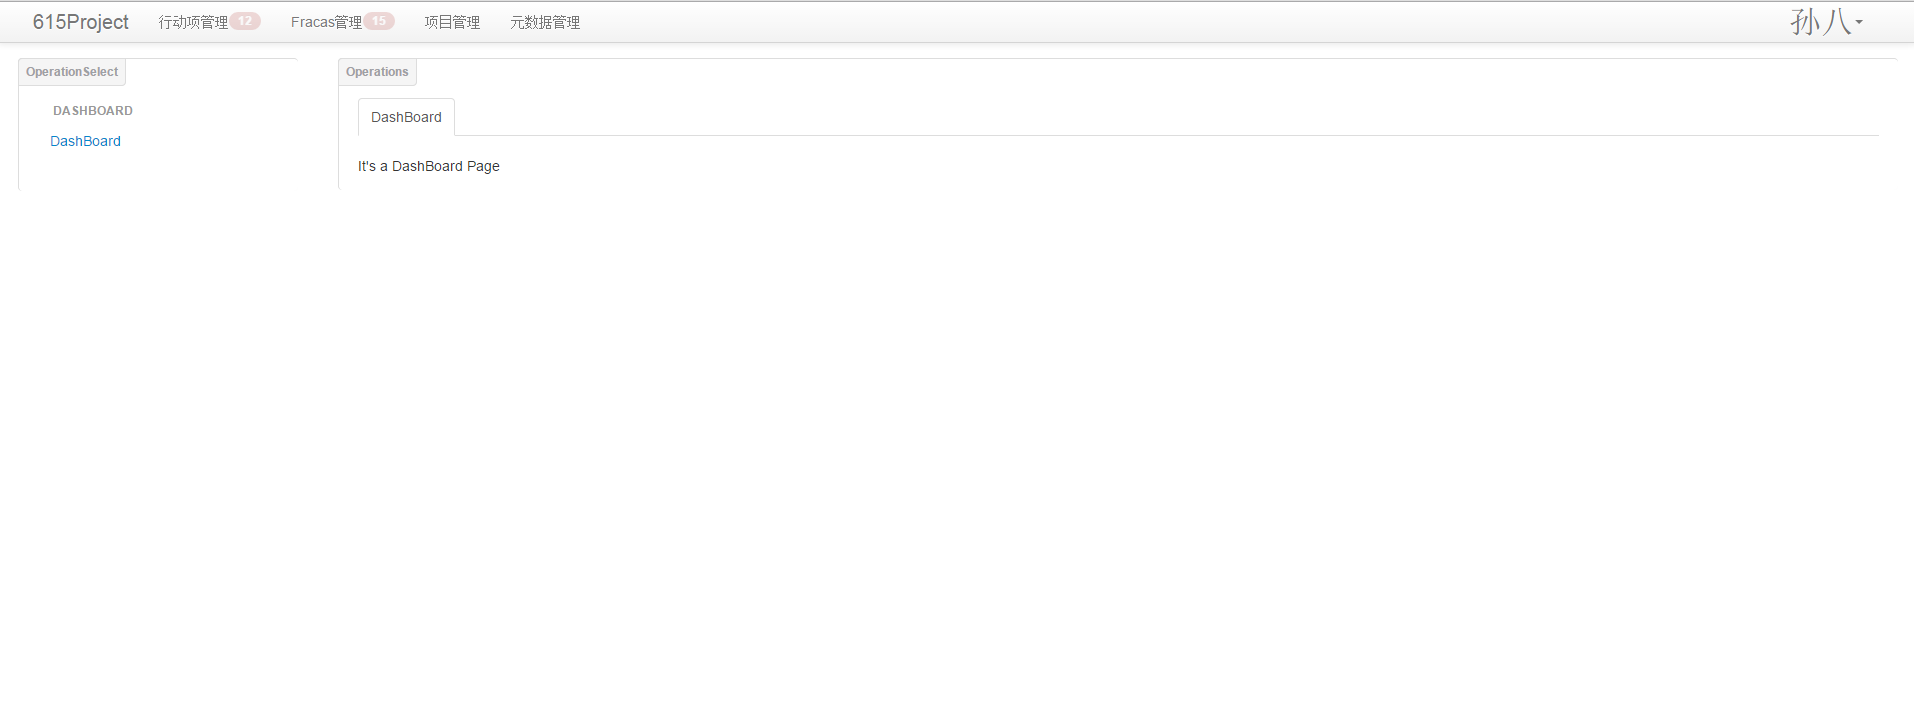 615Project 行动项管理 12 Fracas管理 15 项目管理 元数据管理 孙八
OperationSelect
DASHBOARD
DashBoard
Operations
DashBoard
It's a DashBoard Page